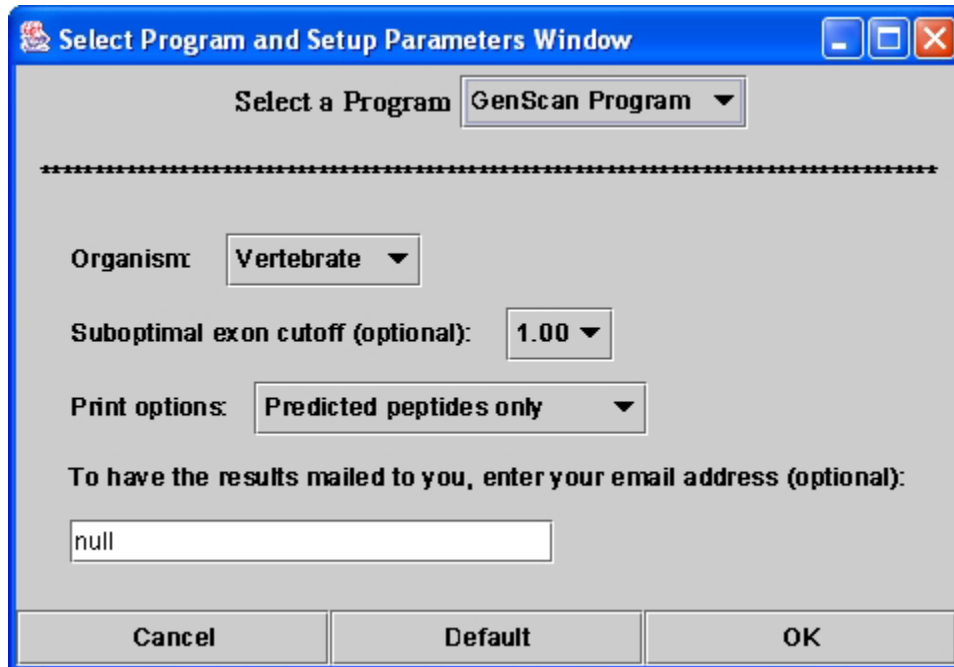 Select Program and Setup Parameters Window
Select a Program GenScan Program
Organism: Vertebrate
Suboptimal exon cutoff (optional): 1.00
Print options: Predicted peptides only
To have the results mailed to you, enter your email address (optional):
null
Cancel Default OK